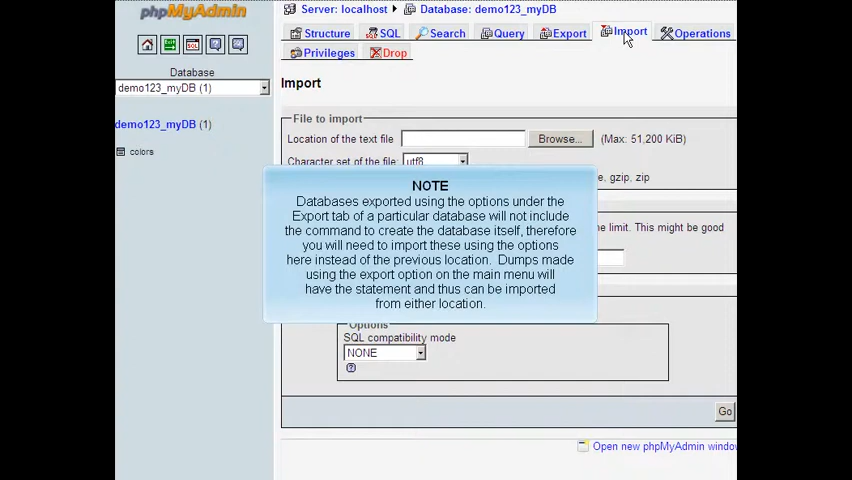 phpMyAdmin
Server: localhost Database: demo123_myDB
Structure SQL Search Query Export Import Operations
Privileges Drop
Database
demo123_myDB (1)
demo123_myDB (1)
colors
Import
File to import
Location of the text file Browse... (Max: 51,200 KiB)
Character set of the file: utf8
e, gzip, zip
NOTE
Databases exported using the options under the
Export tab of a particular database will not include
the command to create the database itself, therefore
you will need to import these using the options
here instead of the previous location. Dumps made
using the export option on the main menu will
have the statement and thus can be imported
from either location.
he limit. This might be good
Options
SQL compatibility mode
NONE
Go
Open new phpMyAdmin window